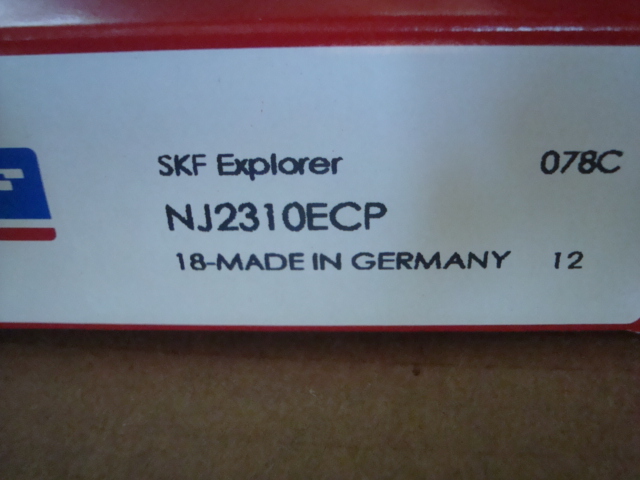 SKF Explorer 078C
NJ2310ECP
18-MADE IN GERMANY 12